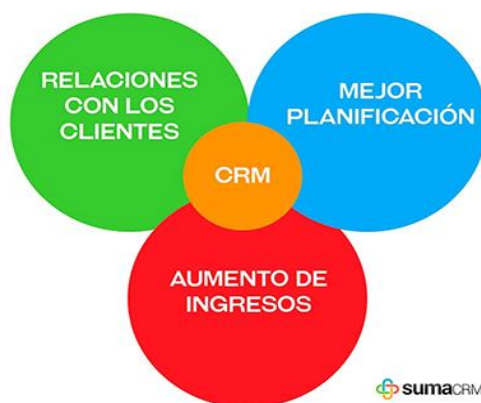 RELACIONES
CON LOS
CLIENTES
MEJOR
PLANIFICACIÓN
CRM
AUMENTO DE
INGRESOS
sumaCRM